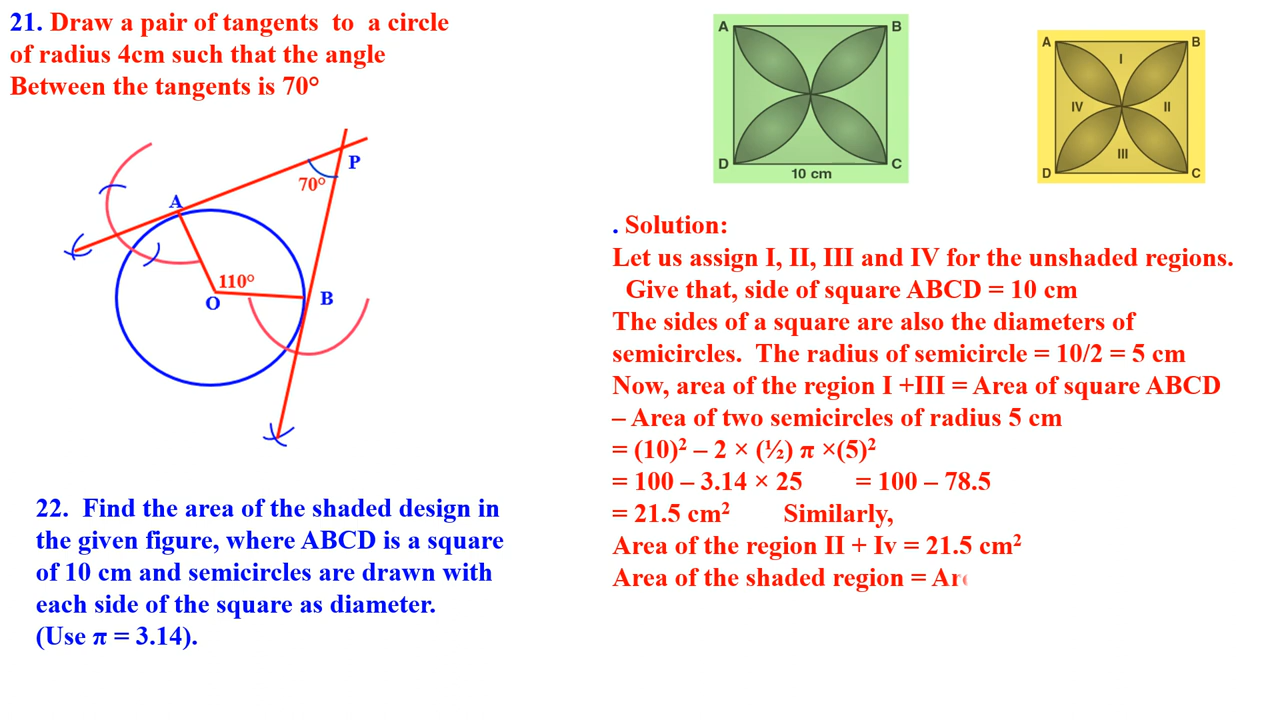 21. Draw a pair of tangents to a circle
of radius 4cm such that the angle
Between the tangents is 70°
P
70°
A
110°
O
B
22. Find the area of the shaded design in
the given figure, where ABCD is a square
of 10 cm and semicircles are drawn with
each side of the square as diameter.
(Use π = 3.14).
A
B
D
C
10 cm
A
B
I
IV
II
III
D
C
. Solution:
Let us assign I, II, III and IV for the unshaded regions.
Give that, side of square ABCD = 10 cm
The sides of a square are also the diameters of
semicircles. The radius of semicircle = 10/2 = 5 cm
Now, area of the region I +III = Area of square ABCD
– Area of two semicircles of radius 5 cm
= (10)² – 2 × (½) π ×(5)²
= 100 – 3.14 × 25 = 100 – 78.5
= 21.5 cm² Similarly,
Area of the region II + Iv = 21.5 cm²
Area of the shaded region = Ar